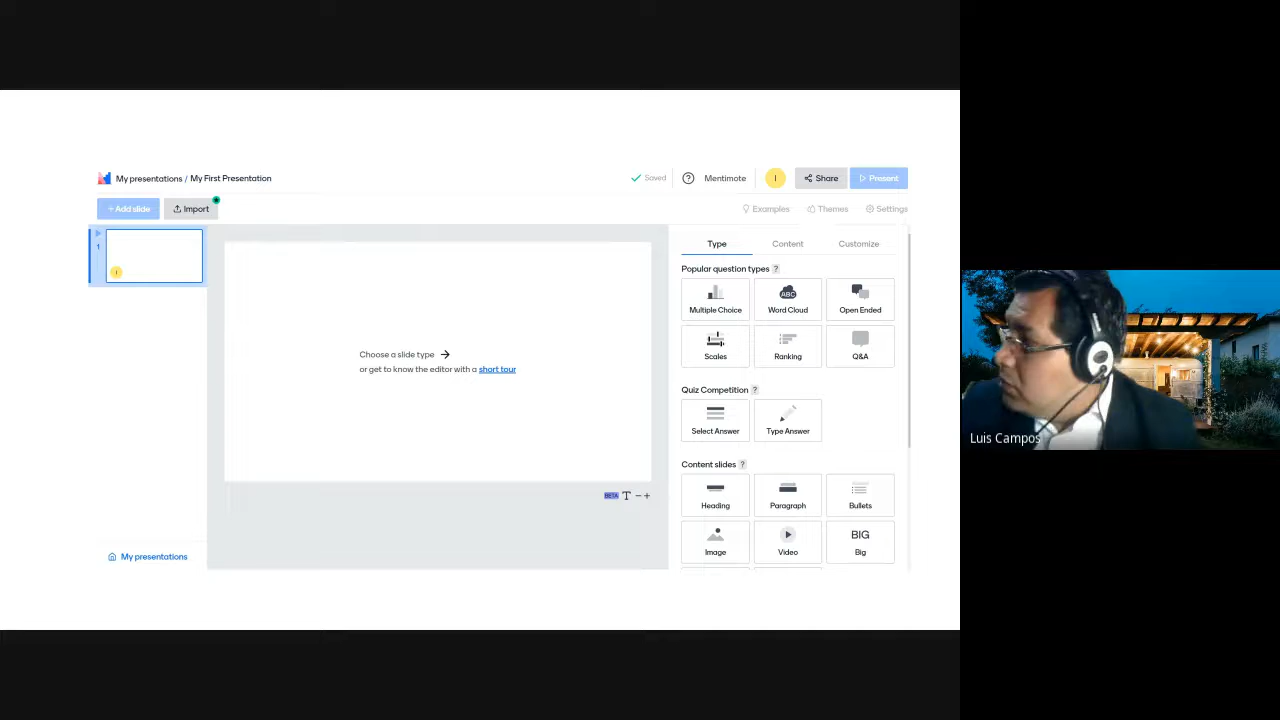 My presentations / My First Presentation
Saved
Mentimote
I
Share
Present
+ Add slide
Import
Examples
Themes
Settings
1
I
Choose a slide type →
or get to know the editor with a short tour
BETA T − +
My presentations
Type
Content
Customize
Popular question types ?
Multiple Choice
ABC
Word Cloud
Open Ended
Scales
Ranking
Q&A
Quiz Competition ?
Select Answer
Type Answer
Content slides ?
Heading
Paragraph
Bullets
Image
Video
BIG
Big
Luis Campos